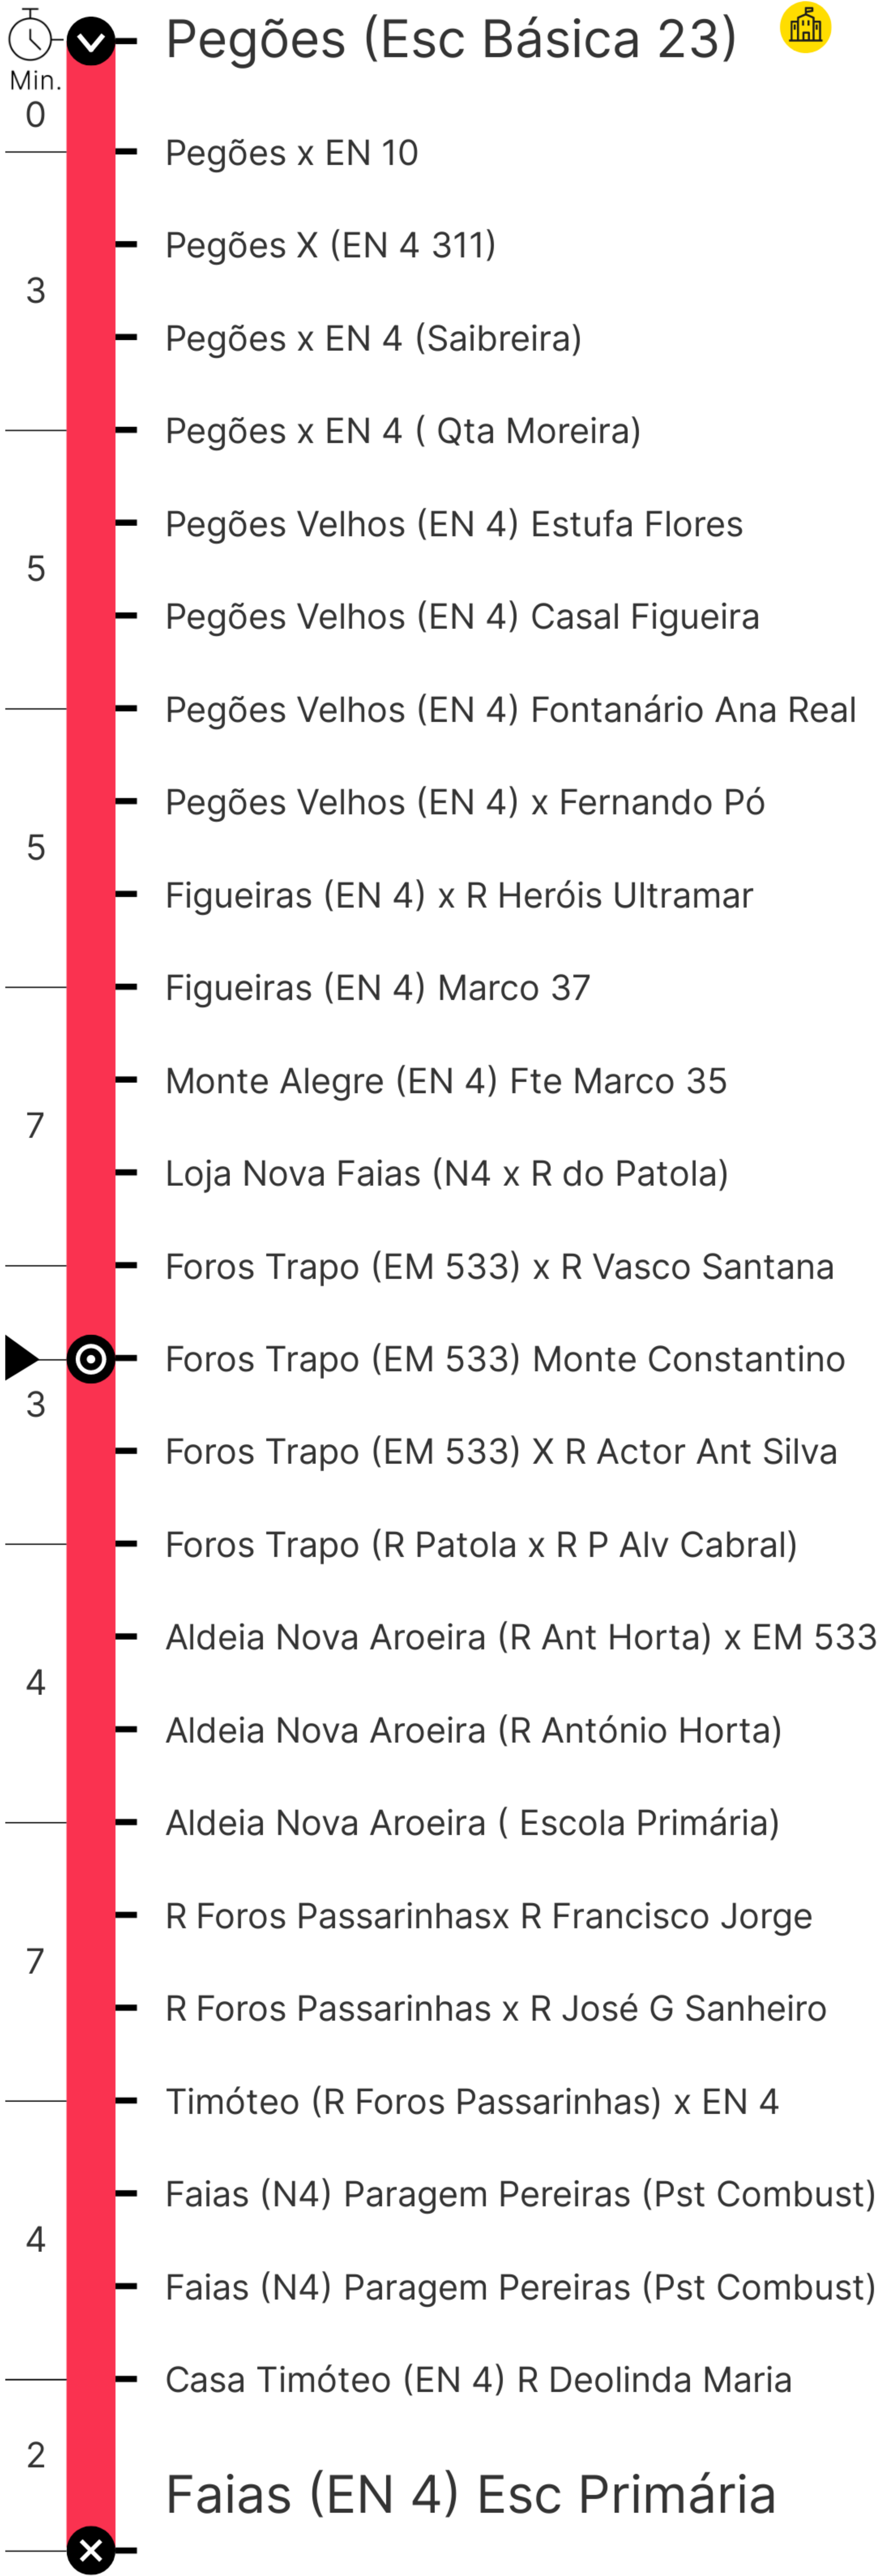 Pegões (Esc Básica 23)
Min.
0
Pegões x EN 10
Pegões X (EN 4 311)
3
Pegões x EN 4 (Saibreira)
Pegões x EN 4 ( Qta Moreira)
Pegões Velhos (EN 4) Estufa Flores
5
Pegões Velhos (EN 4) Casal Figueira
Pegões Velhos (EN 4) Fontanário Ana Real
Pegões Velhos (EN 4) x Fernando Pó
5
Figueiras (EN 4) x R Heróis Ultramar
Figueiras (EN 4) Marco 37
Monte Alegre (EN 4) Fte Marco 35
7
Loja Nova Faias (N4 x R do Patola)
Foros Trapo (EM 533) x R Vasco Santana
Foros Trapo (EM 533) Monte Constantino
3
Foros Trapo (EM 533) X R Actor Ant Silva
Foros Trapo (R Patola x R P Alv Cabral)
Aldeia Nova Aroeira (R Ant Horta) x EM 533
4
Aldeia Nova Aroeira (R António Horta)
Aldeia Nova Aroeira ( Escola Primária)
R Foros Passarinhasx R Francisco Jorge
7
R Foros Passarinhas x R José G Sanheiro
Timóteo (R Foros Passarinhas) x EN 4
Faias (N4) Paragem Pereiras (Pst Combust)
4
Faias (N4) Paragem Pereiras (Pst Combust)
Casa Timóteo (EN 4) R Deolinda Maria
2
Faias (EN 4) Esc Primária